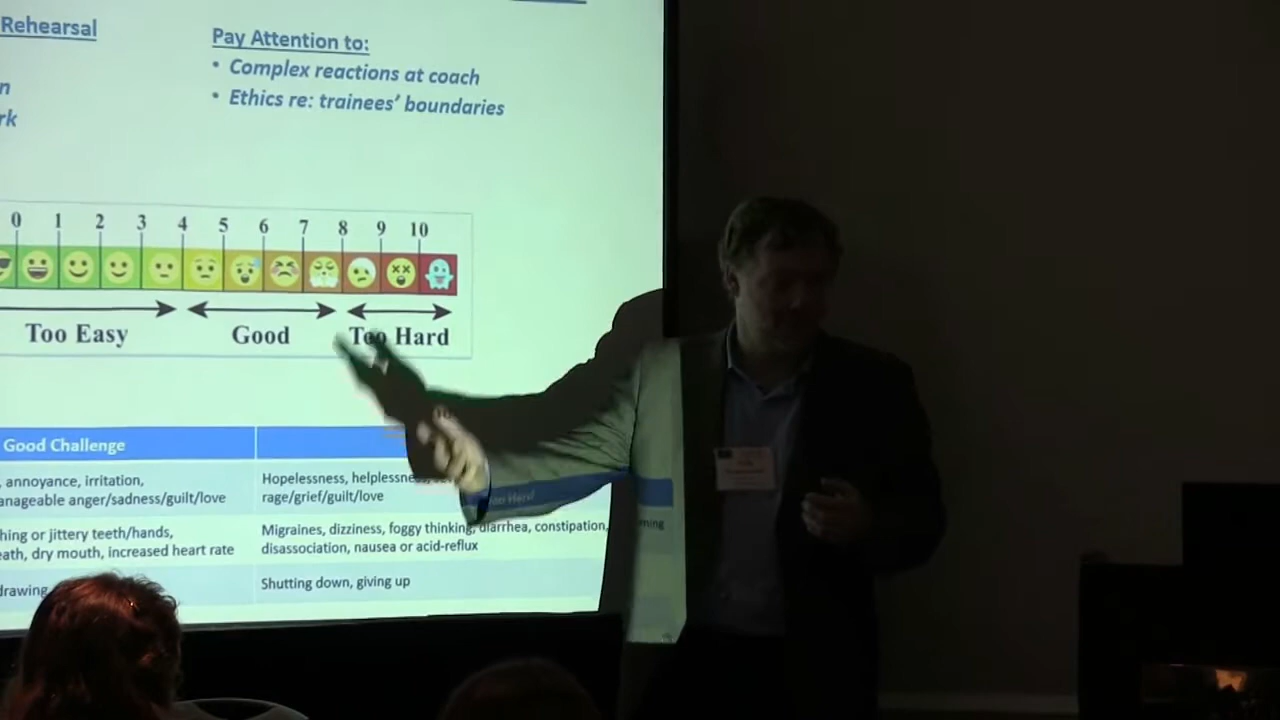 Rehearsal
n
rk
Pay Attention to:
• Complex reactions at coach
• Ethics re: trainees' boundaries
0 1 2 3 4 5 6 7 8 9 10
Too Easy Good Too Hard
Good Challenge
Too Hard
, annoyance, irritation,
anageable anger/sadness/guilt/love
Hopelessness, helplessness,
rage/grief/guilt/love
hing or jittery teeth/hands,
eath, dry mouth, increased heart rate
Migraines, dizziness, foggy thinking, diarrhea, constipation,
disassociation, nausea or acid-reflux
drawing
Shutting down, giving up